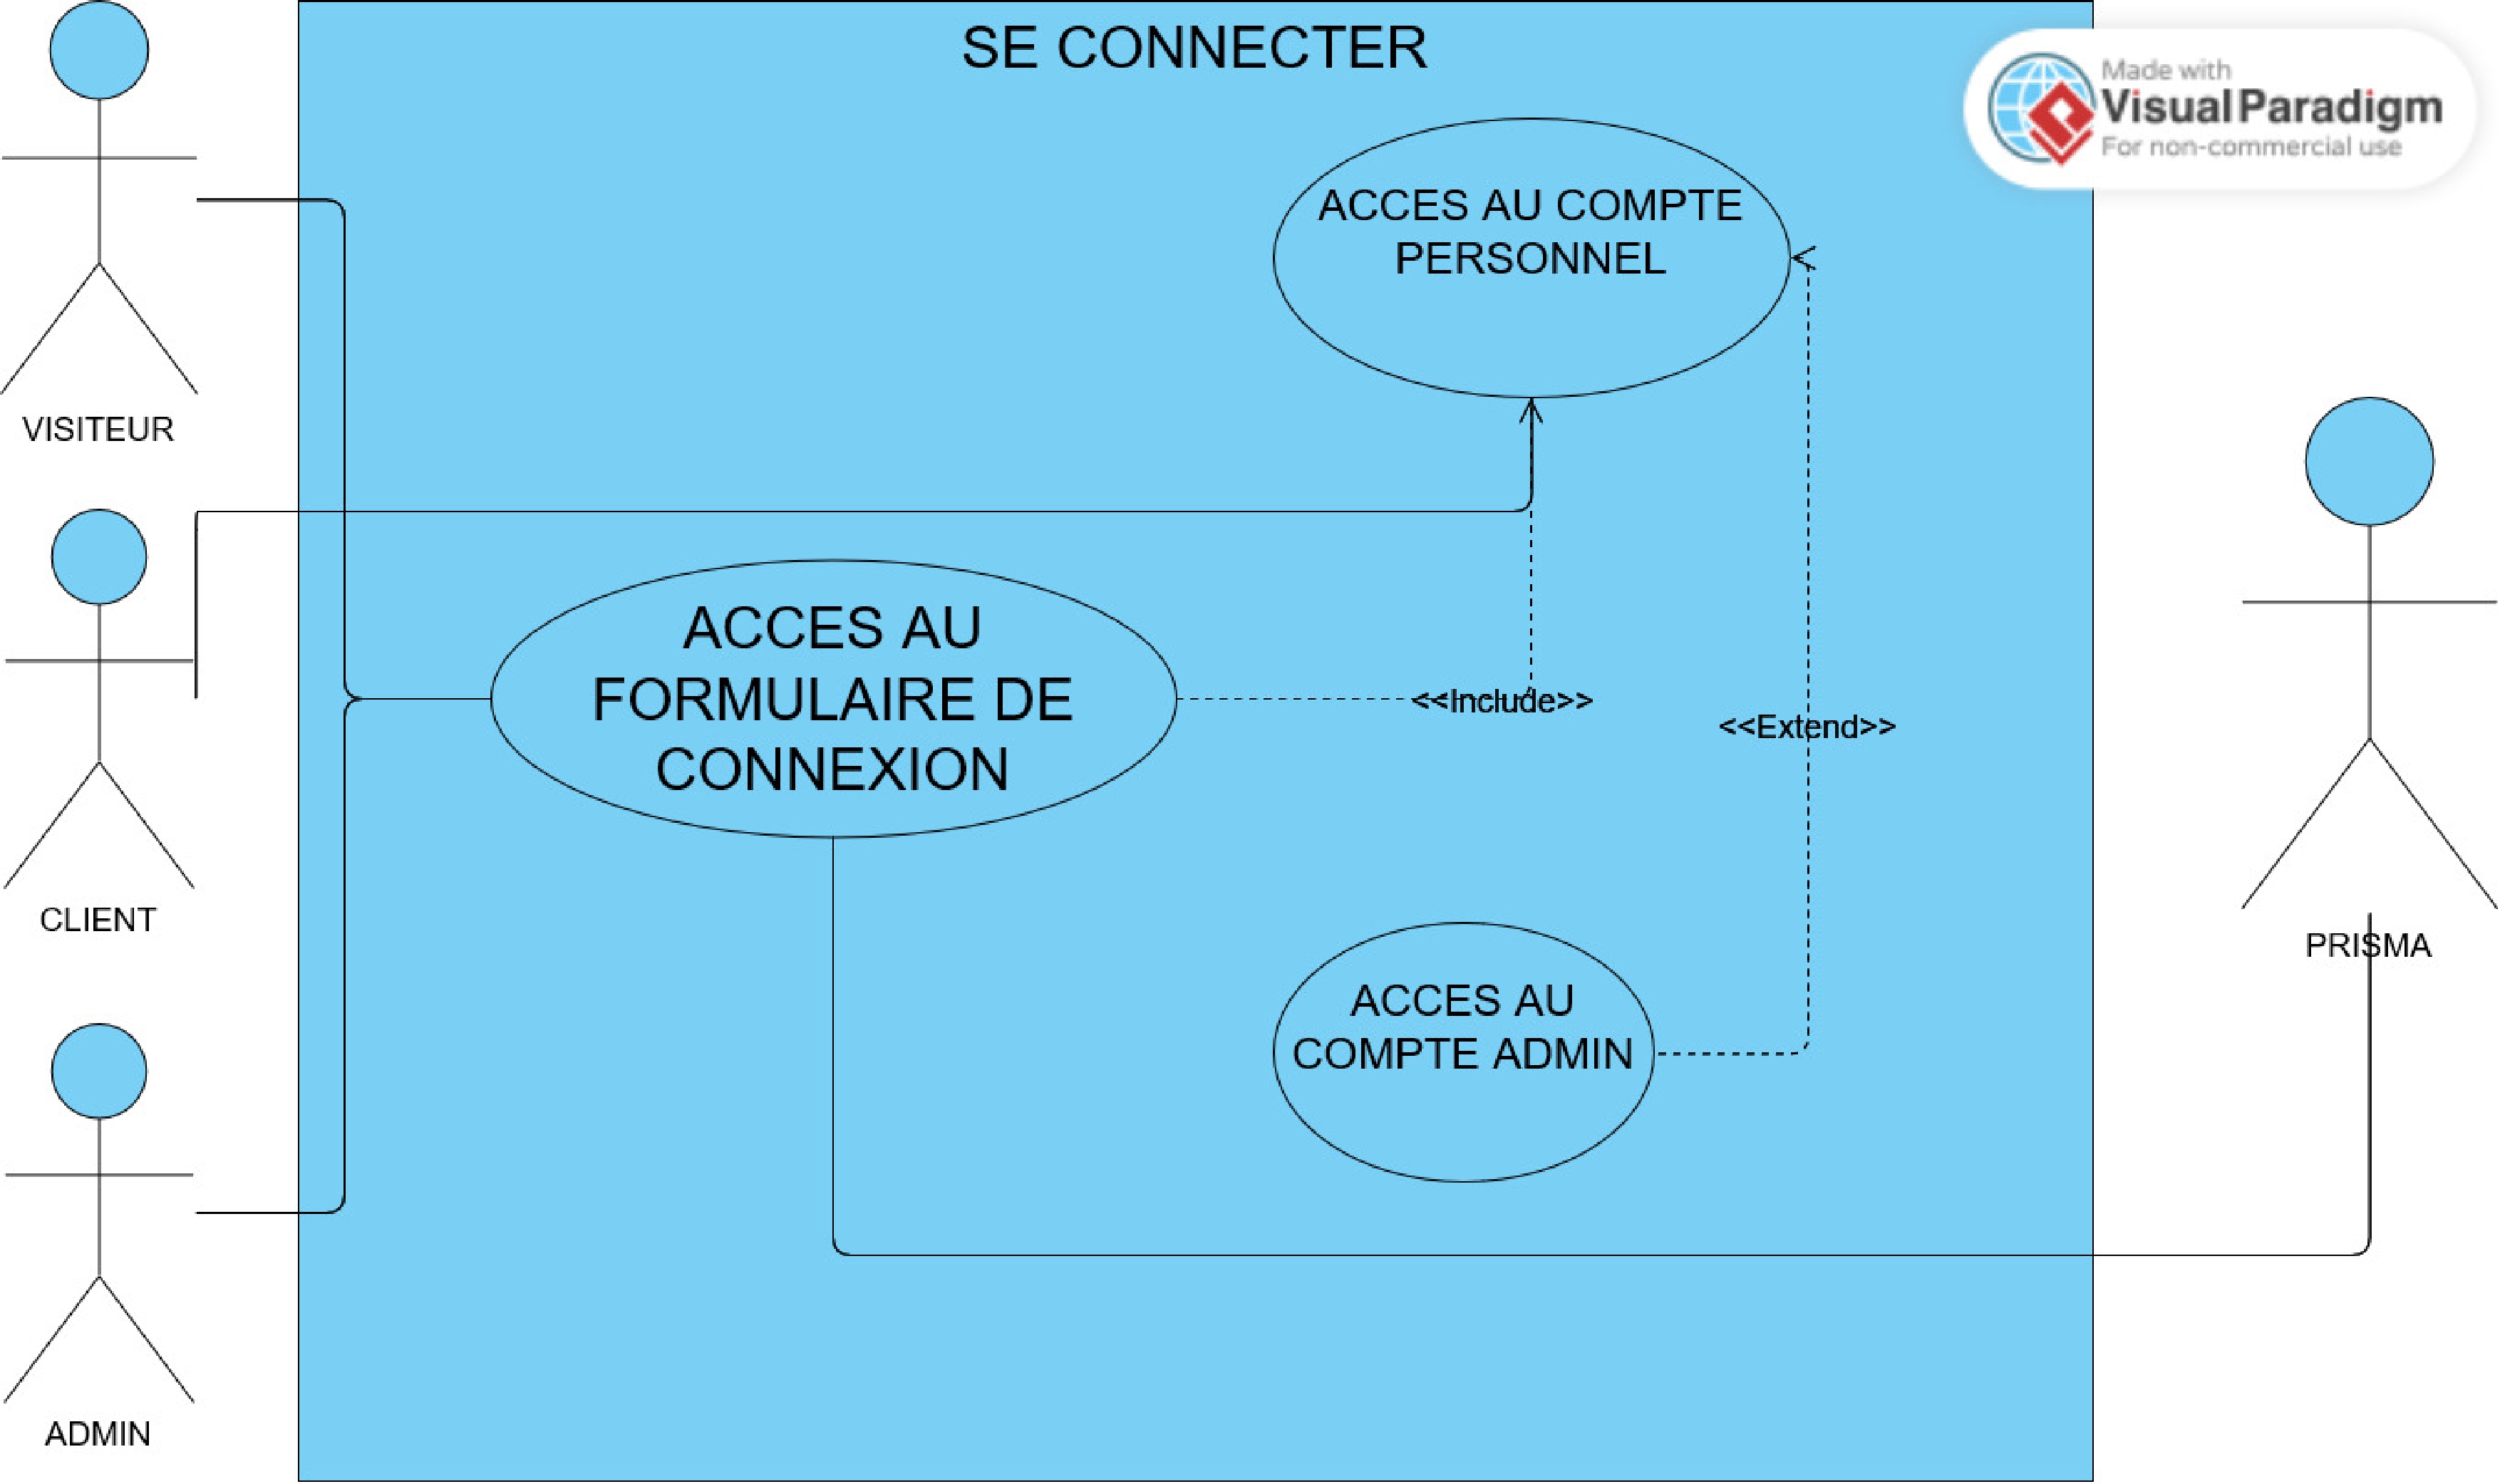 SE CONNECTER
Made with
Visual Paradigm
For non-commercial use
ACCES AU COMPTE
PERSONNEL
VISITEUR
ACCES AU
FORMULAIRE DE
CONNEXION
<<Include>>
<<Extend>>
CLIENT
PRISMA
ACCES AU
COMPTE ADMIN
ADMIN